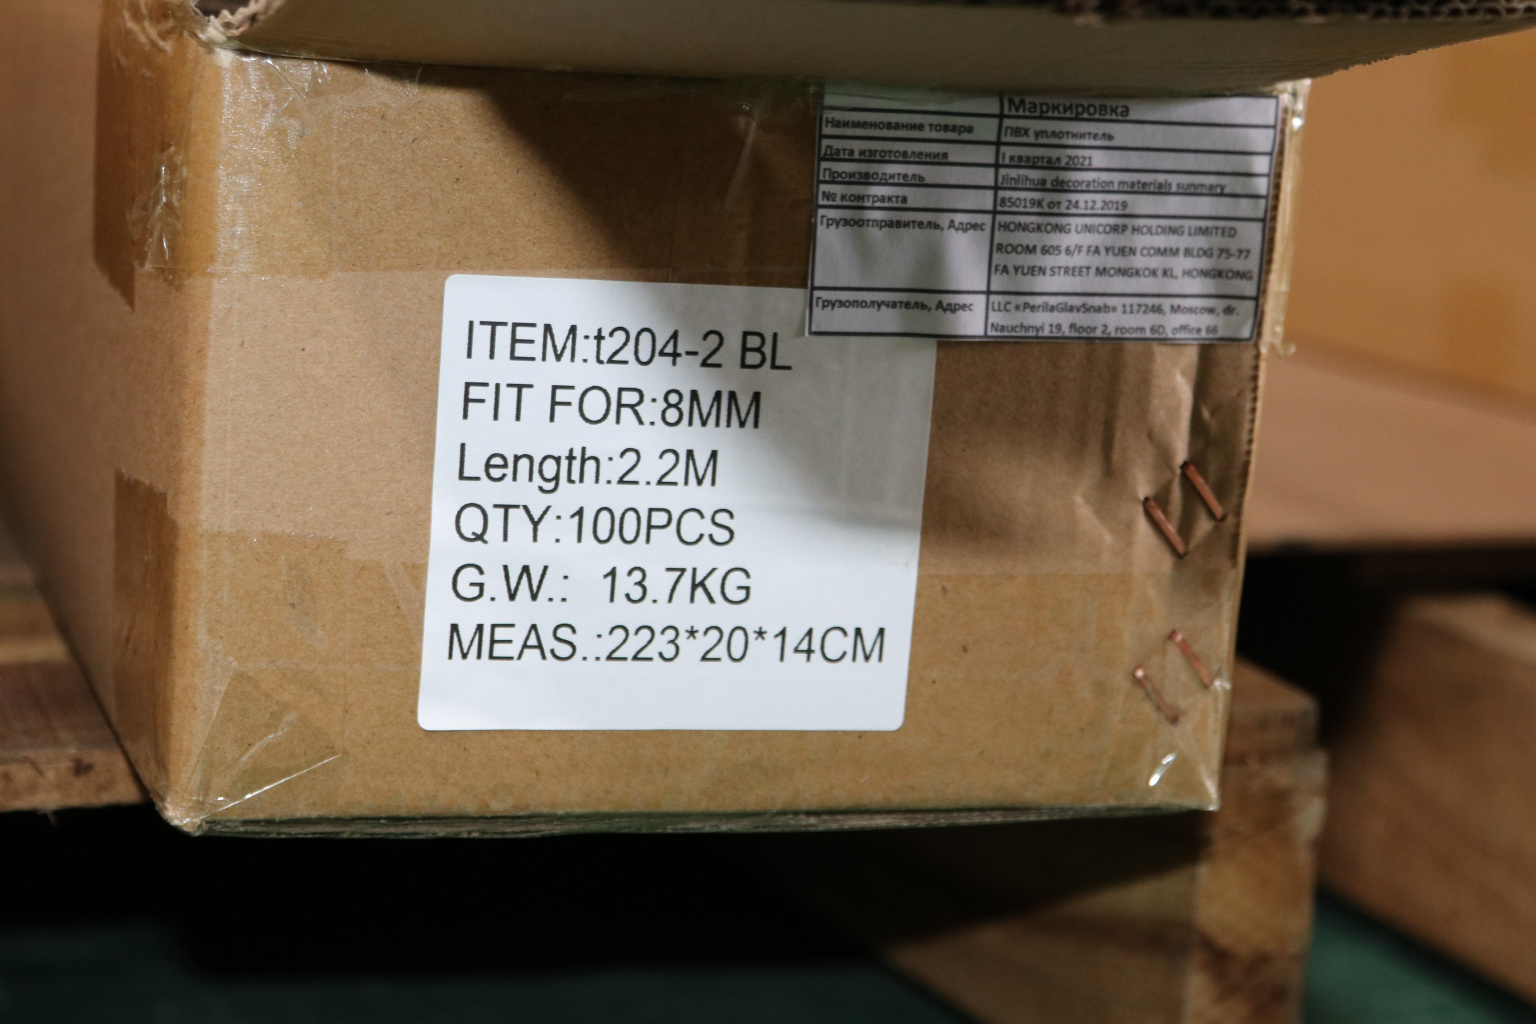 Маркировка
Наименование товара ПВХ уплотнитель
Дата изготовления I квартал 2021
Производитель Jinlihua decoration materials summary
№ контракта 85019K от 24.12.2019
Грузоотправитель, Адрес HONGKONG UNICORP HOLDING LIMITED
ROOM 605 6/F FA YUEN COMM BLDG 75-77
FA YUEN STREET MONGKOK KL, HONGKONG
Грузополучатель, Адрес LLC «PerilaGlavSnab» 117246, Moscow, dr.
Nauchnyi 19, floor 2, room 6D, office 66
ITEM:t204-2 BL
FIT FOR:8MM
Length:2.2M
QTY:100PCS
G.W.: 13.7KG
MEAS.:223*20*14CM